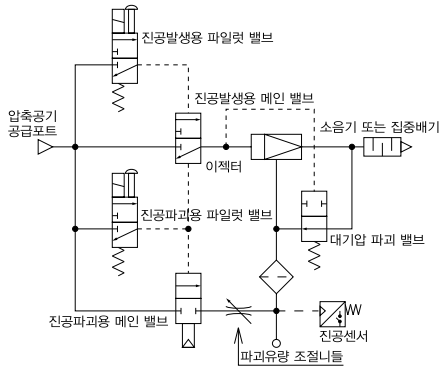 진공발생용 파일럿 밸브
진공발생용 메인 밸브
압축공기
공급포트
소음기 또는 집중배기
이젝터
진공파괴용 파일럿 밸브
대기압 파괴 밸브
진공파괴용 메인 밸브
진공센서
파괴유량 조절니들